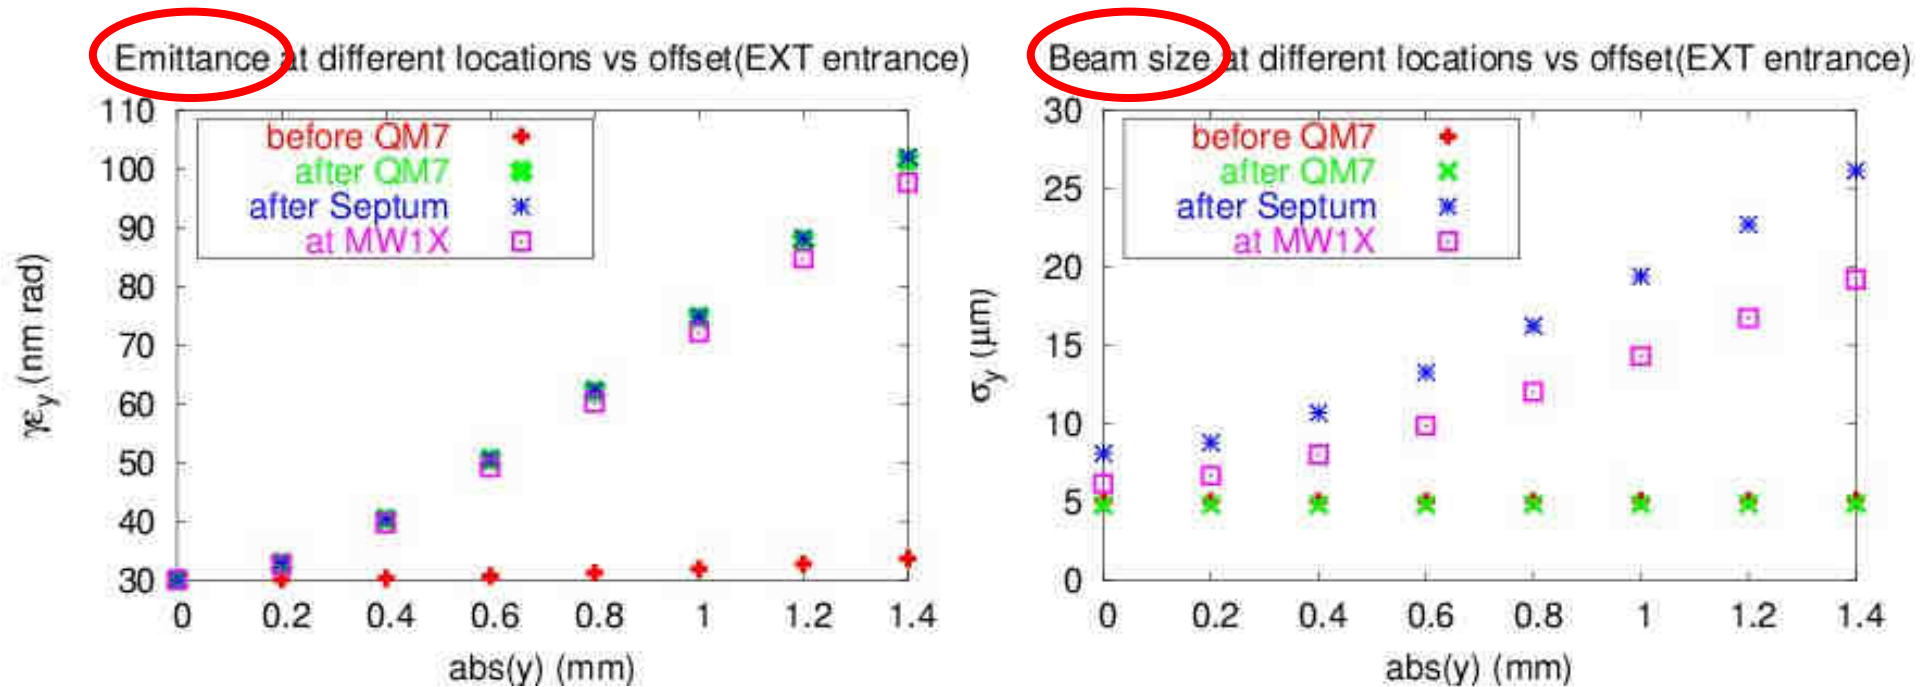 Emittance at different locations vs offset(EXT entrance)
110
100
90
80
70
60
50
40
30
γεy (nm rad)
before QM7
after QM7
after Septum
at MW1X
0 0.2 0.4 0.6 0.8 1 1.2 1.4
abs(y) (mm)
Beam size at different locations vs offset(EXT entrance)
30
25
20
15
10
5
0
σy (μm)
before QM7
after QM7
after Septum
at MW1X
0 0.2 0.4 0.6 0.8 1 1.2 1.4
abs(y) (mm)